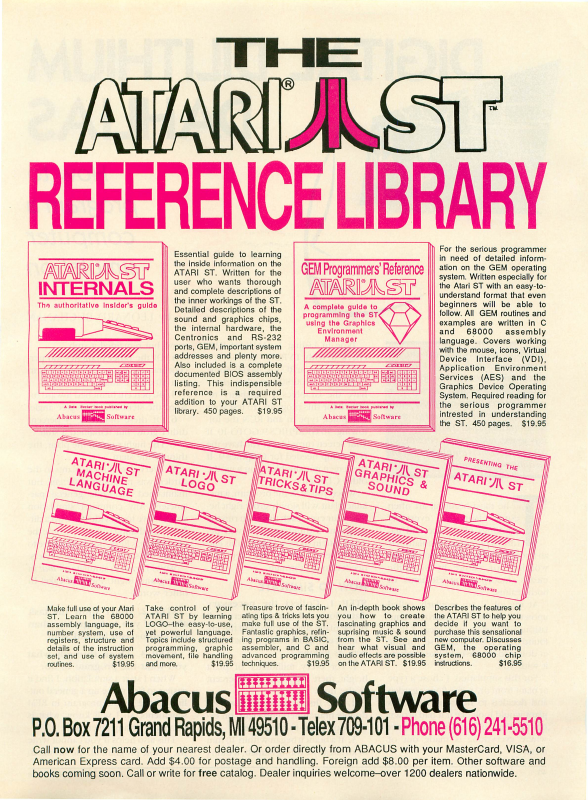 THE
ATARI® ST™
REFERENCE LIBRARY
ATARI ST
INTERNALS
The authoritative insider's guide
A Data Becker book published by
Abacus Software
Essential guide to learning
the inside information on the
ATARI ST. Written for the
user who wants thorough
and complete descriptions of
the inner workings of the ST.
Detailed descriptions of the
sound and graphics chips,
the internal hardware, the
Centronics and RS-232
ports, GEM, important system
addresses and plenty more.
Also included is a complete
documented BIOS assembly
listing. This indispensible
reference is a required
addition to your ATARI ST
library. 450 pages. $19.95
GEM Programmers' Reference
ATARI ST
A complete guide to
programming the ST
using the Graphics
Environment
Manager
A Data Becker book published by
Abacus Software
For the serious programmer
in need of detailed inform-
ation on the GEM operating
system. Written especially for
the Atari ST with an easy-to-
understand format that even
beginners will be able to
follow. All GEM routines and
examples are written in C
and 68000 assembly
language. Covers working
with the mouse, icons, Virtual
Device Interface (VDI),
Application Environment
Services (AES) and the
Graphics Device Operating
System. Required reading for
the serious programmer
intrested in understanding
the ST. 450 pages. $19.95
ATARI ST
MACHINE
LANGUAGE
Abacus Software
ATARI ST
LOGO
Abacus Software
ATARI ST
TRICKS & TIPS
Abacus Software
ATARI ST
GRAPHICS &
SOUND
Abacus Software
PRESENTING THE
ATARI ST
Abacus Software
Make full use of your Atari
ST. Learn the 68000
assembly language, its
number system, use of
registers, structure and
details of the instruction
set, and use of system
routines. $19.95
Take control of your
ATARI ST by learning
LOGO–the easy-to-use,
yet powerful language.
Topics include structured
programming, graphic
movement, file handling
and more. $19.95
Treasure trove of fascin-
ating tips & tricks lets you
make full use of the ST.
Fantastic graphics, refin-
ing programs in BASIC,
assembler, and C and
advanced programming
techniques. $19.95
An in-depth book shows
you how to create
fascinating graphics and
suprising music & sound
from the ST. See and
hear what visual and
audio effects are possible
on the ATARI ST. $19.95
Describes the features of
the ATARI ST to help you
decide if you want to
purchase this sensational
new computer. Discusses
GEM, the operating
system, 68000 chip
instructions. $16.95
Abacus Software
P.O. Box 7211 Grand Rapids, MI 49510 - Telex 709-101 - Phone (616) 241-5510
Call now for the name of your nearest dealer. Or order directly from ABACUS with your MasterCard, VISA, or
American Express card. Add $4.00 for postage and handling. Foreign add $8.00 per item. Other software and
books coming soon. Call or write for free catalog. Dealer inquiries welcome–over 1200 dealers nationwide.